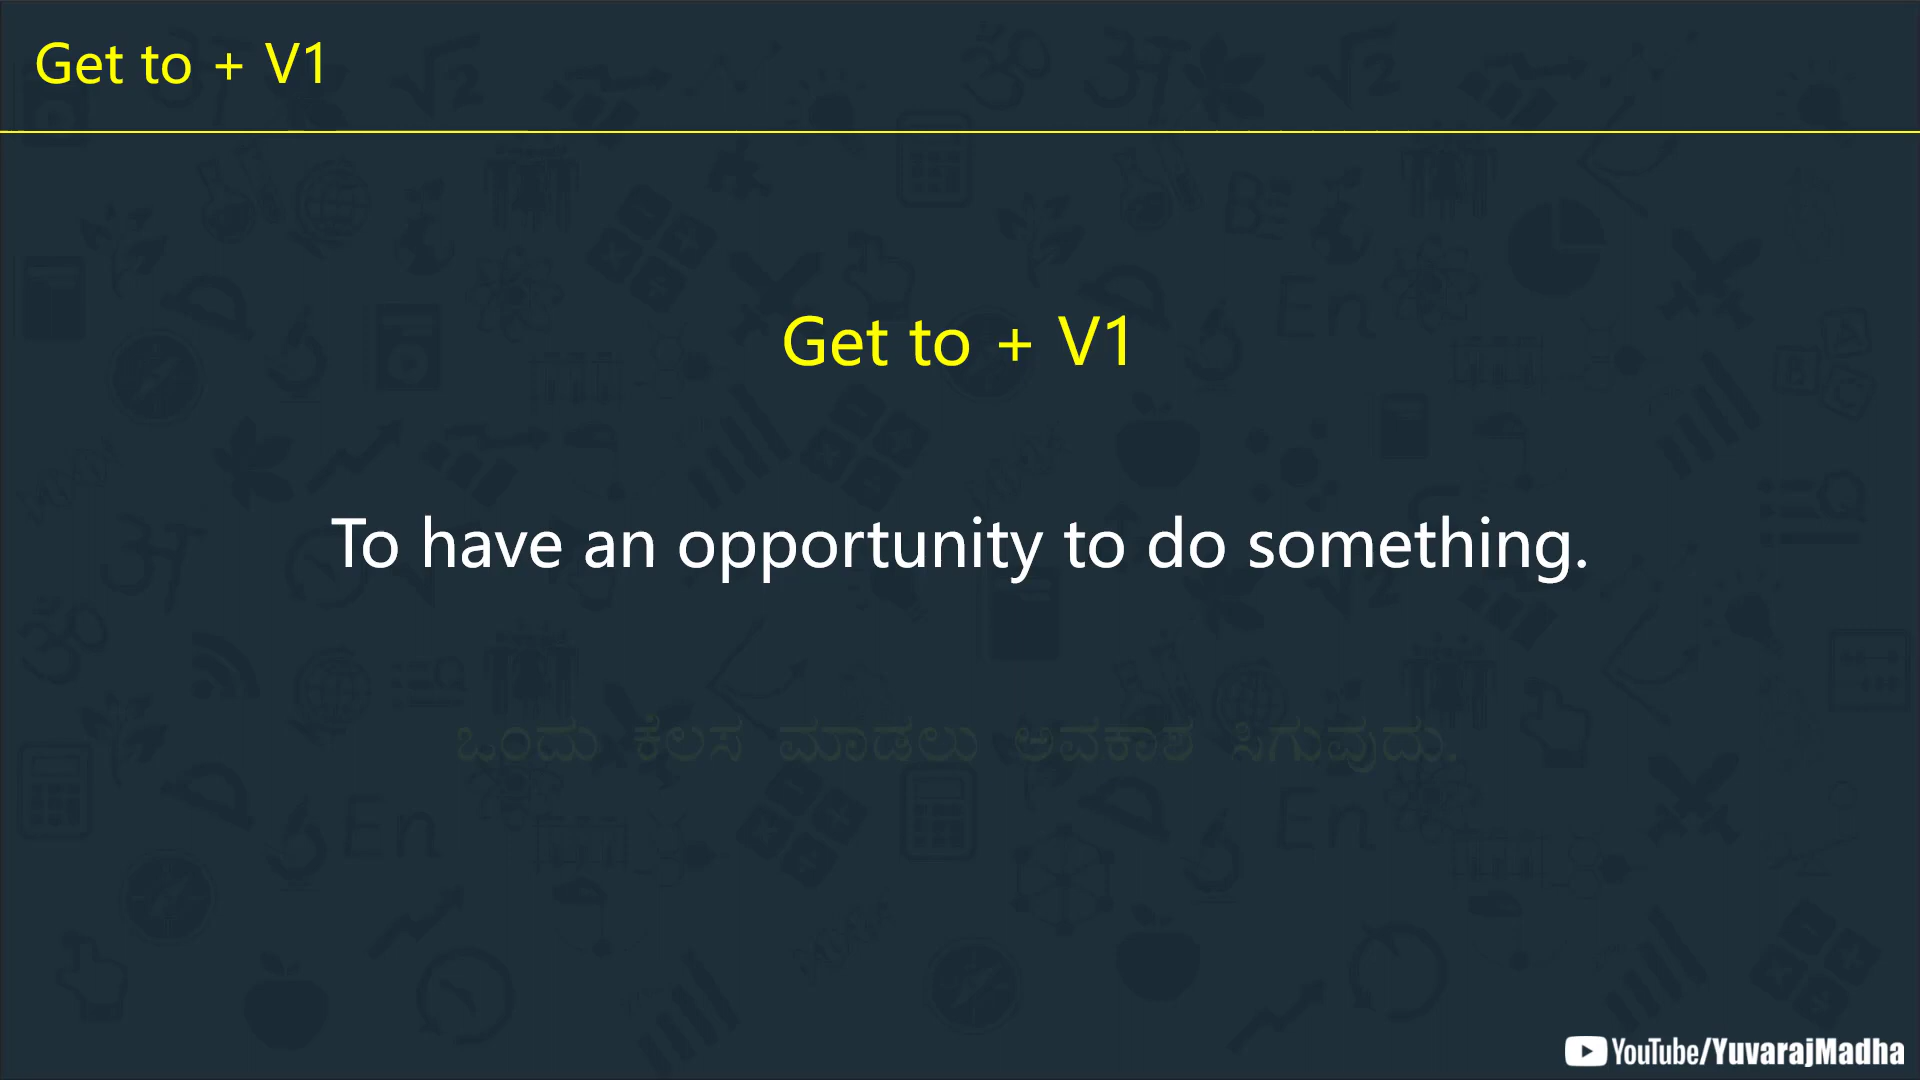 Get to + V1
Get to + V1
To have an opportunity to do something.
ಒಂದು ಕೆಲಸ ಮಾಡಲು ಅವಕಾಶ ಸಿಗುವುದು.
YouTube/YuvarajMadha